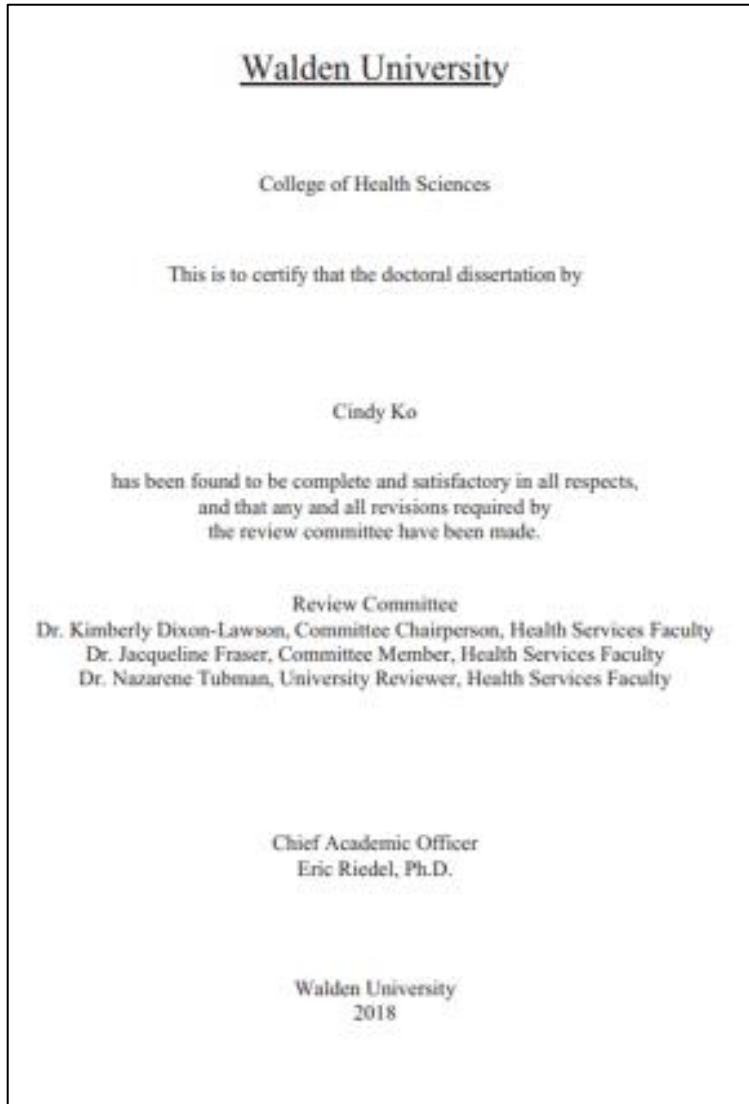 Walden University
College of Health Sciences
This is to certify that the doctoral dissertation by
Cindy Ko
has been found to be complete and satisfactory in all respects,
and that any and all revisions required by
the review committee have been made.
Review Committee
Dr. Kimberly Dixon-Lawson, Committee Chairperson, Health Services Faculty
Dr. Jacqueline Fraser, Committee Member, Health Services Faculty
Dr. Nazarene Tubman, University Reviewer, Health Services Faculty
Chief Academic Officer
Eric Riedel, Ph.D.
Walden University
2018